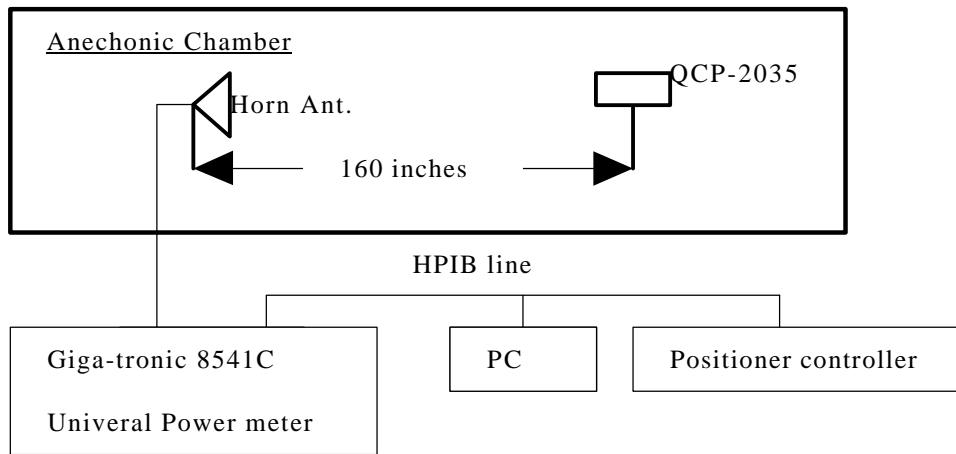 Anechonic Chamber
QCP-2035
Horn Ant.
160 inches
HPIB line
Giga-tronic 8541C
Univeral Power meter
PC
Positioner controller